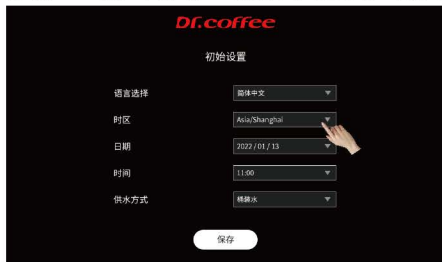 Dr.coffee
初始设置
语言选择 简体中文
时区 Asia/Shanghai
日期 2022 / 01 / 13
时间 11:00
供水方式 桶装水
保存